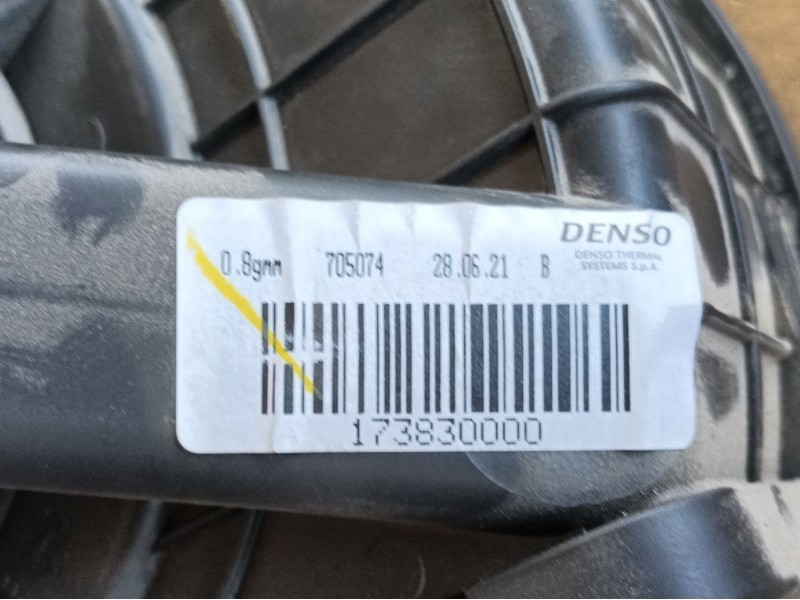 DENSO
DENSO THERMAL
SYSTEMS S.p.A.
0.8gmm 705074 28.06.21 B
173830000